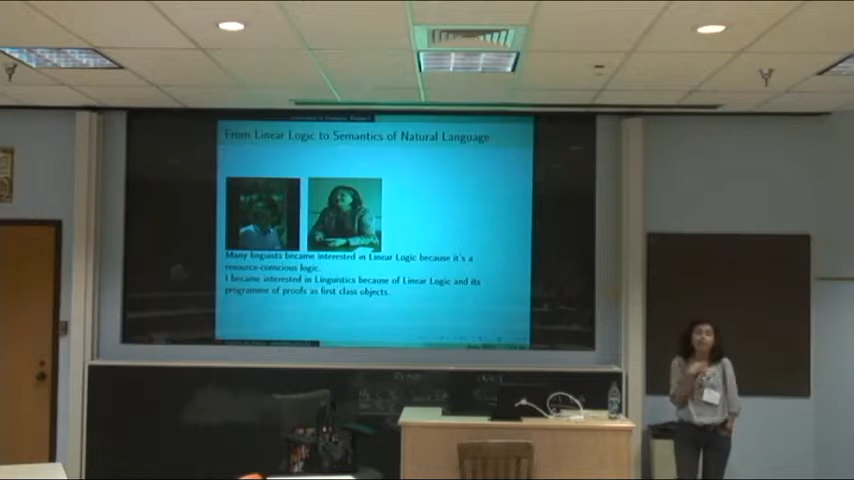 From Linear Logic to Semantics of Natural Language
Many linguists became interested in Linear Logic because it's a
resource-conscious logic.
I became interested in Linguistics because of Linear Logic and its
programme of proofs as first class objects.